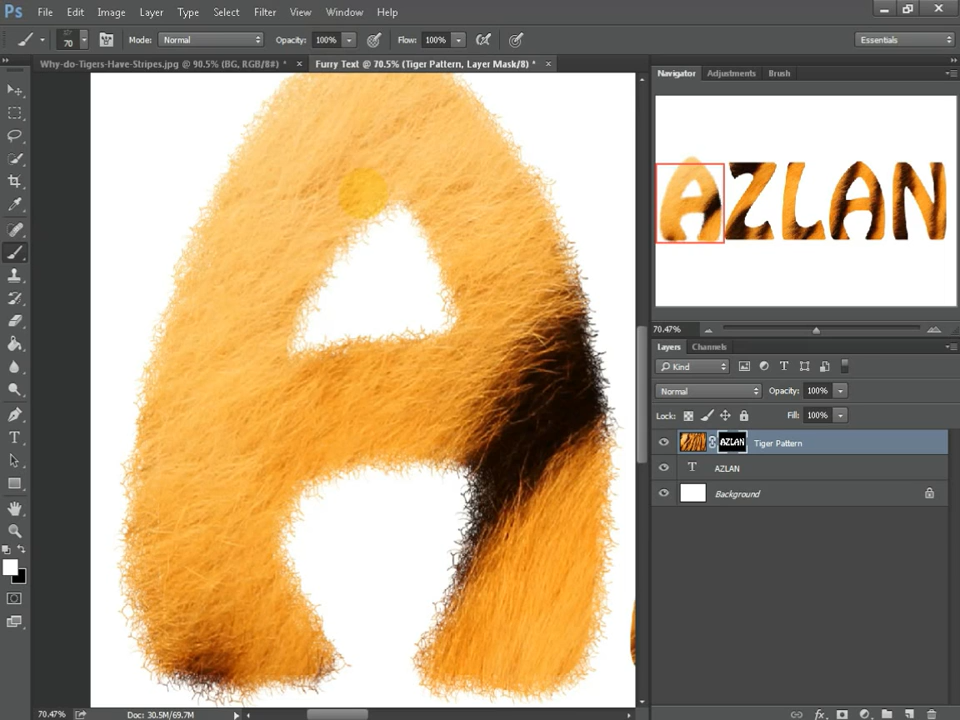 Ps File Edit Image Layer Type Select Filter View Window Help
70 Mode: Normal Opacity: 100% Flow: 100% Essentials
Why-do-Tigers-Have-Stripes.jpg @ 90.5% (BG, RGB/8#) * × Furry Text @ 70.5% (Tiger Pattern, Layer Mask/8) * ×
Navigator Adjustments Brush
A
AZLAN
70.47%
Layers Channels
Kind
Normal Opacity: 100%
Lock: Fill: 100%
AZLAN Tiger Pattern
T AZLAN
Background
70.47% Doc: 30.5M/69.7M